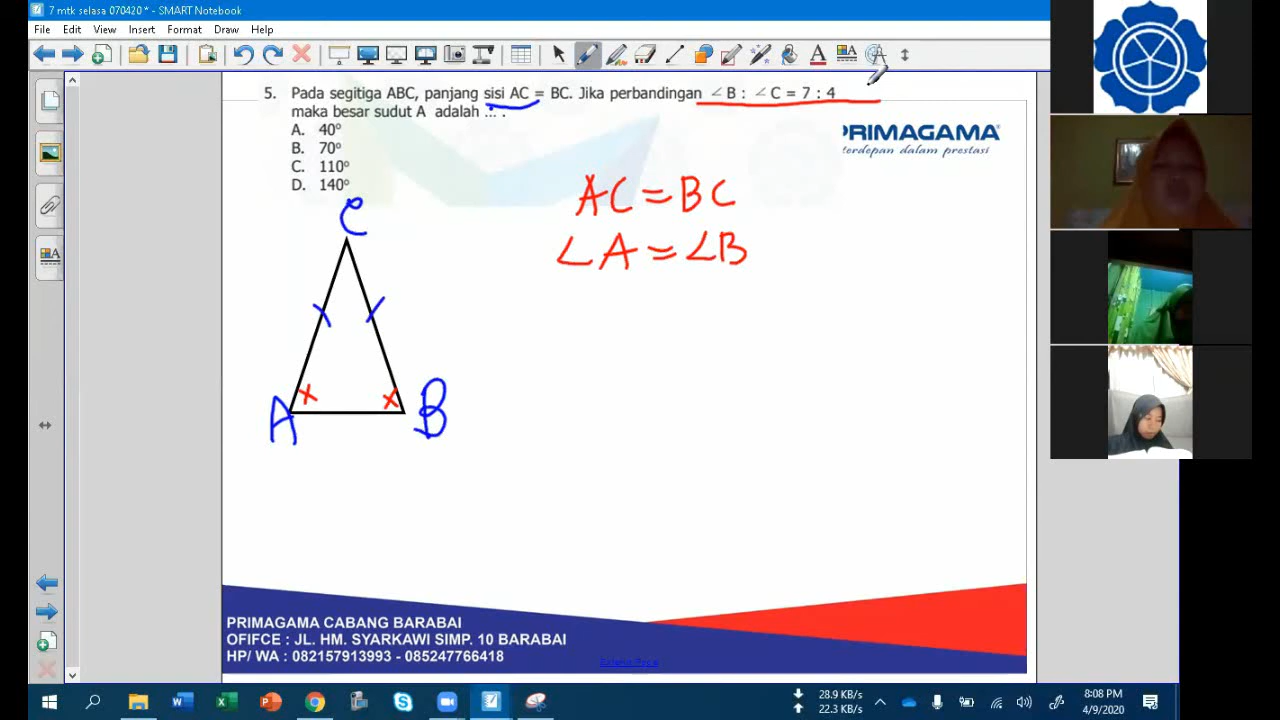 7 mtk selasa 070420 * - SMART Notebook
File Edit View Insert Format Draw Help
5. Pada segitiga ABC, panjang sisi AC = BC. Jika perbandingan ∠B : ∠C = 7 : 4
maka besar sudut A adalah ... .
A. 40°
B. 70°
C. 110°
D. 140°
PRIMAGAMA
terdepan dalam prestasi
AC = BC
∠A = ∠B
C
A
B
PRIMAGAMA CABANG BARABAI
OFIFCE : JL. HM. SYARKAWI SIMP. 10 BARABAI
HP/ WA : 082157913993 - 085247766418
28.9 KB/s
22.3 KB/s
8:08 PM
4/9/2020